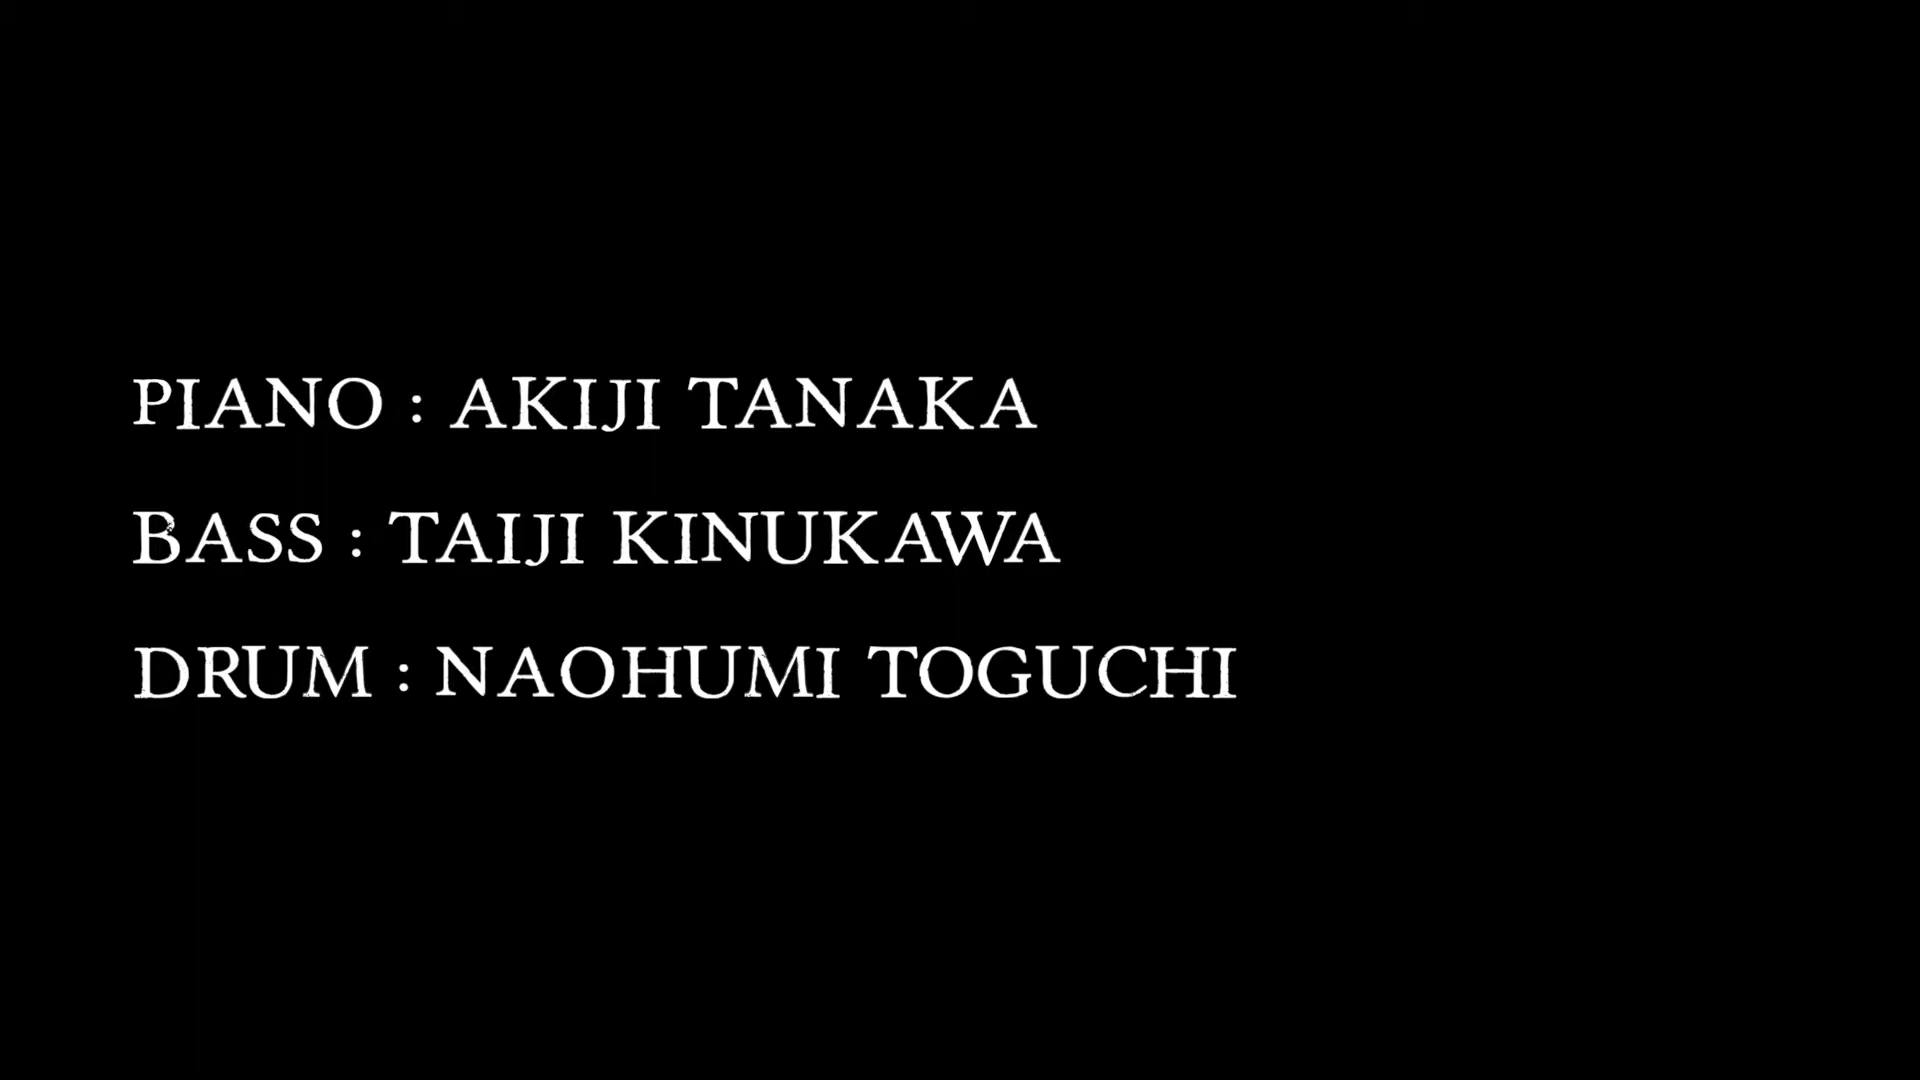 PIANO : AKIJI TANAKA
BASS : TAIJI KINUKAWA
DRUM : NAOHUMI TOGUCHI